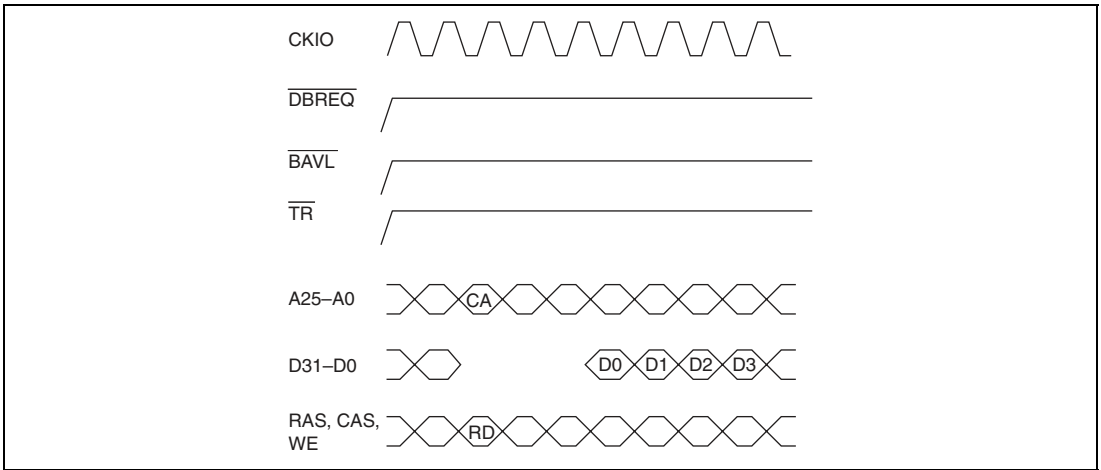 CKIO
DBREQ
BAVL
TR
A25–A0 CA
D31–D0 D0 D1 D2 D3
RAS, CAS,
WE RD